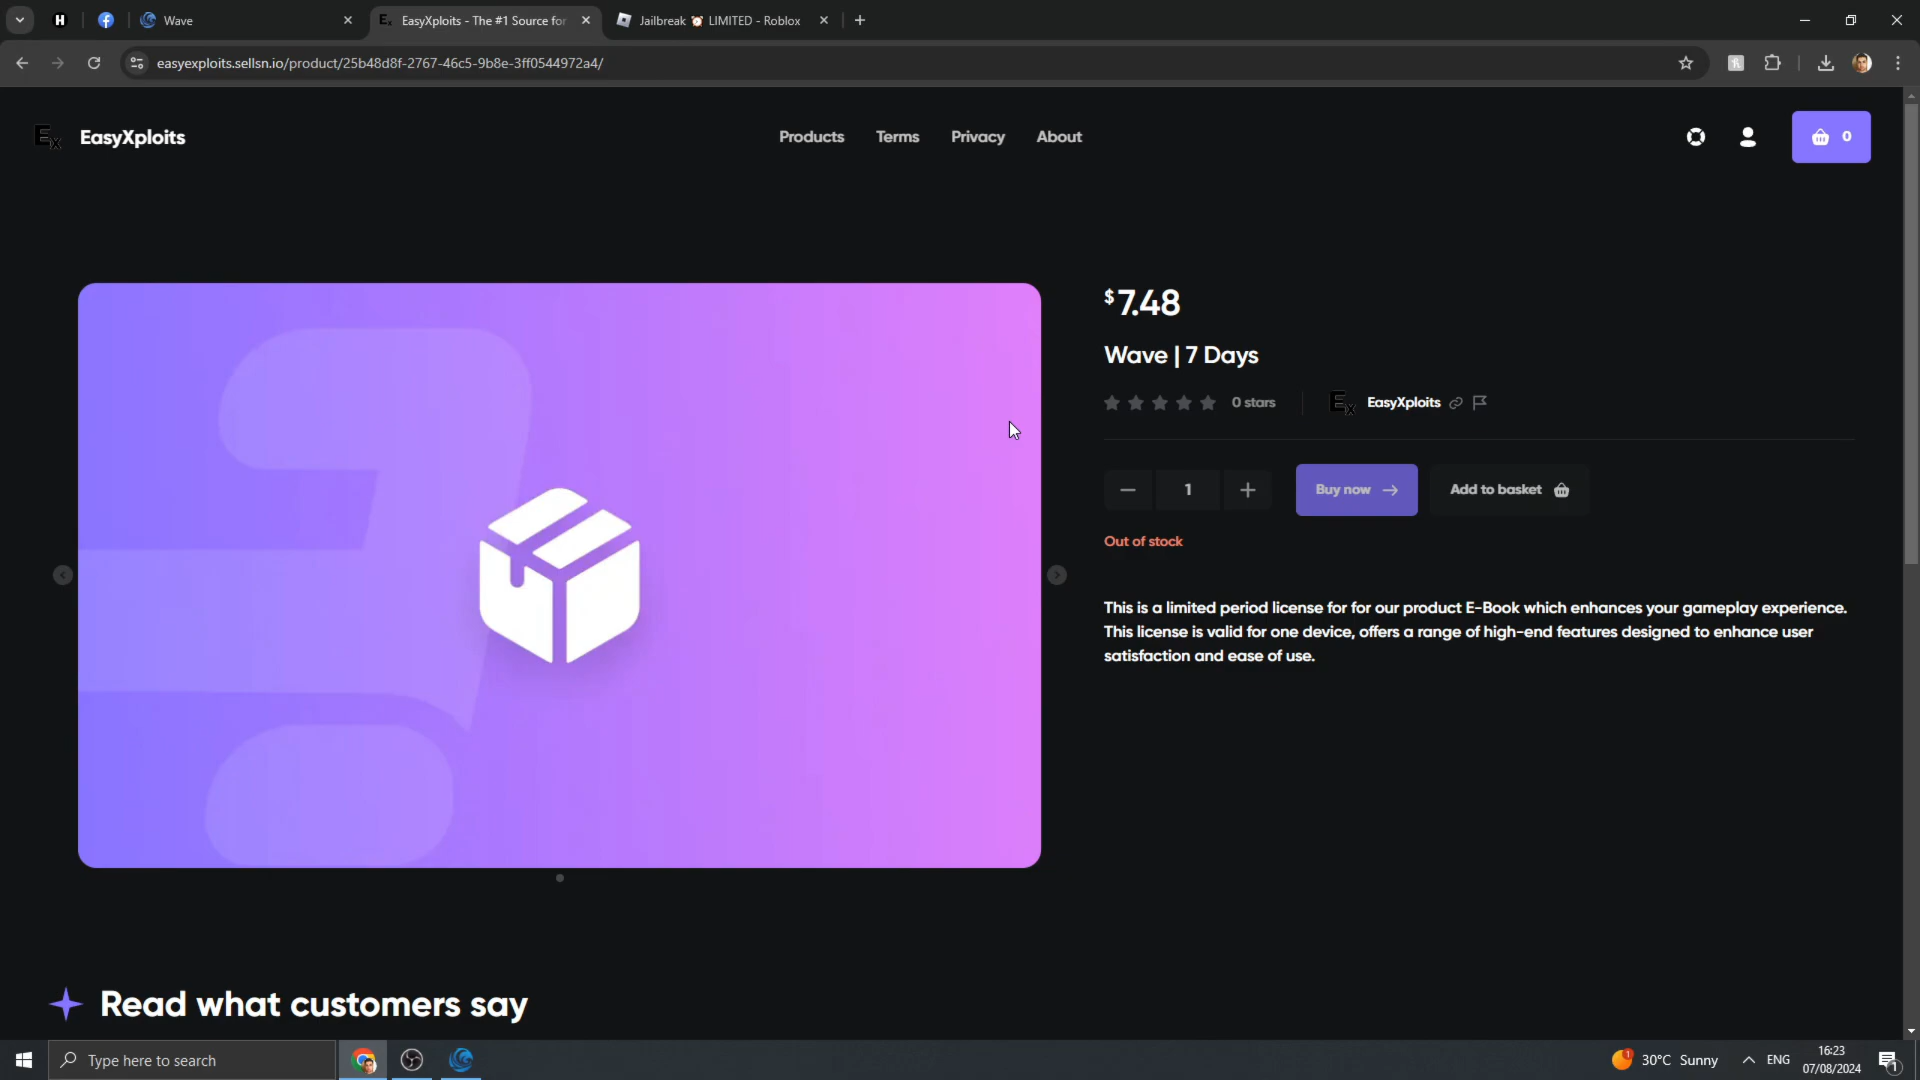 Wave
EasyXploits - The #1 Source for
Jailbreak ⏰ LIMITED - Roblox
easyexploits.sellsn.io/product/25b48d8f-2767-46c5-9b8e-3ff0544972a4/
Ex EasyXploits
Products Terms Privacy About
0
$7.48
Wave | 7 Days
0 stars
Ex EasyXploits
1
Buy now
Add to basket
Out of stock
This is a limited period license for for our product E-Book which enhances your gameplay experience.
This license is valid for one device, offers a range of high-end features designed to enhance user
satisfaction and ease of use.
Read what customers say
Type here to search
30°C Sunny
ENG
16:23
07/08/2024